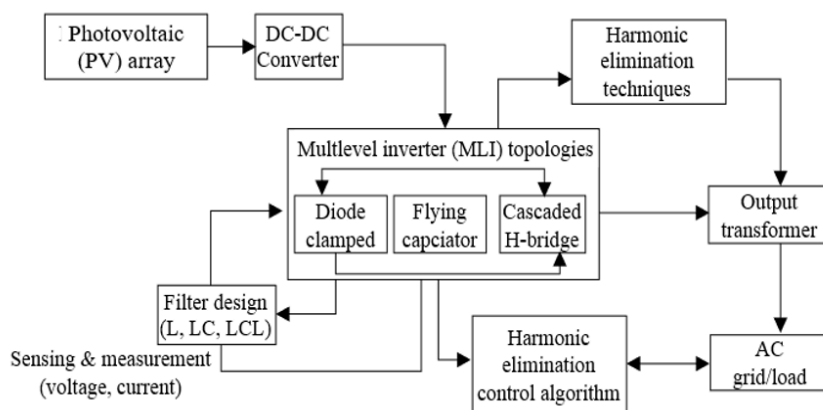 Photovoltaic
(PV) array
DC-DC
Converter
Harmonic
elimination
techniques
Multlevel inverter (MLI) topologies
Diode
clamped
Flying
capciator
Cascaded
H-bridge
Output
transformer
Filter design
(L, LC, LCL)
Sensing & measurement
(voltage, current)
Harmonic
elimination
control algorithm
AC
grid/load